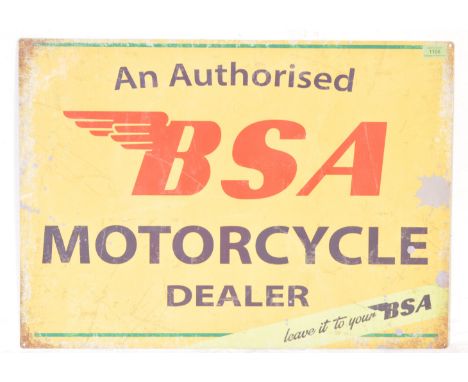 An Authorised
BSA
MOTORCYCLE
DEALER
leave it to your BSA